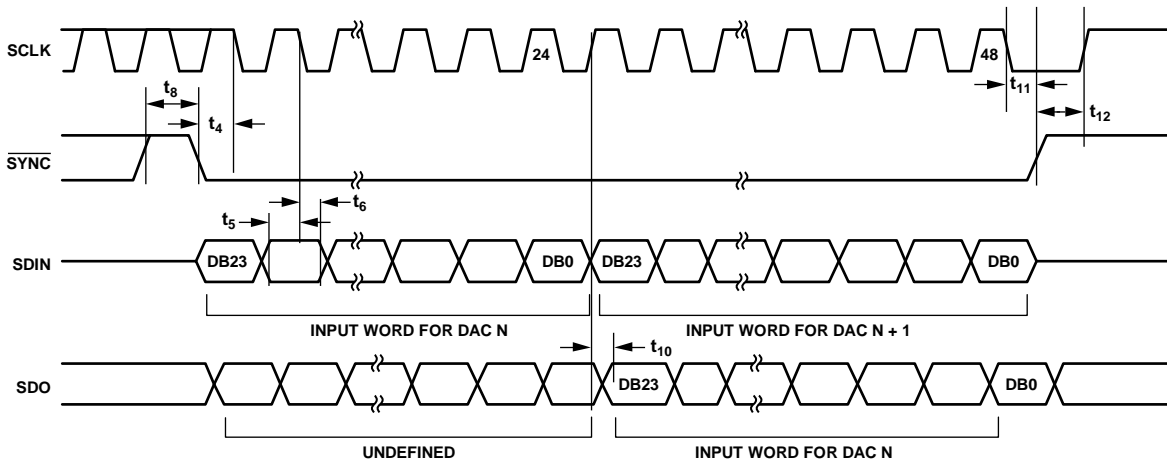 SCLK
24
48
t8
t4
t11
t12
SYNC
t5
t6
SDIN
DB23
DB0
DB23
DB0
INPUT WORD FOR DAC N
INPUT WORD FOR DAC N + 1
t10
SDO
DB23
DB0
UNDEFINED
INPUT WORD FOR DAC N